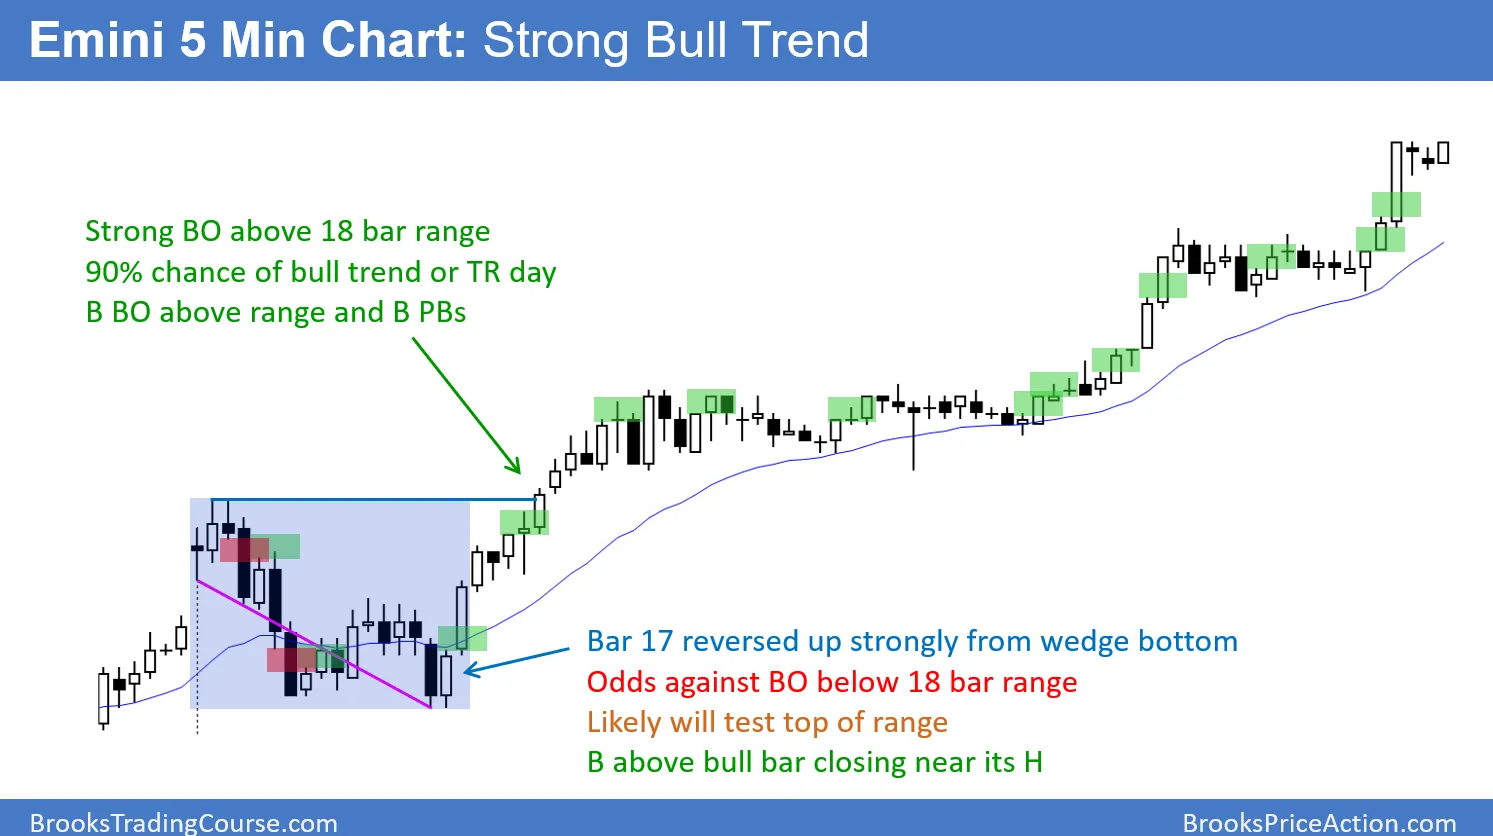 Emini 5 Min Chart: Strong Bull Trend
Strong BO above 18 bar range
90% chance of bull trend or TR day
B BO above range and B PBs
Bar 17 reversed up strongly from wedge bottom
Odds against BO below 18 bar range
Likely will test top of range
B above bull bar closing near its H
BrooksTradingCourse.com
BrooksPriceAction.com